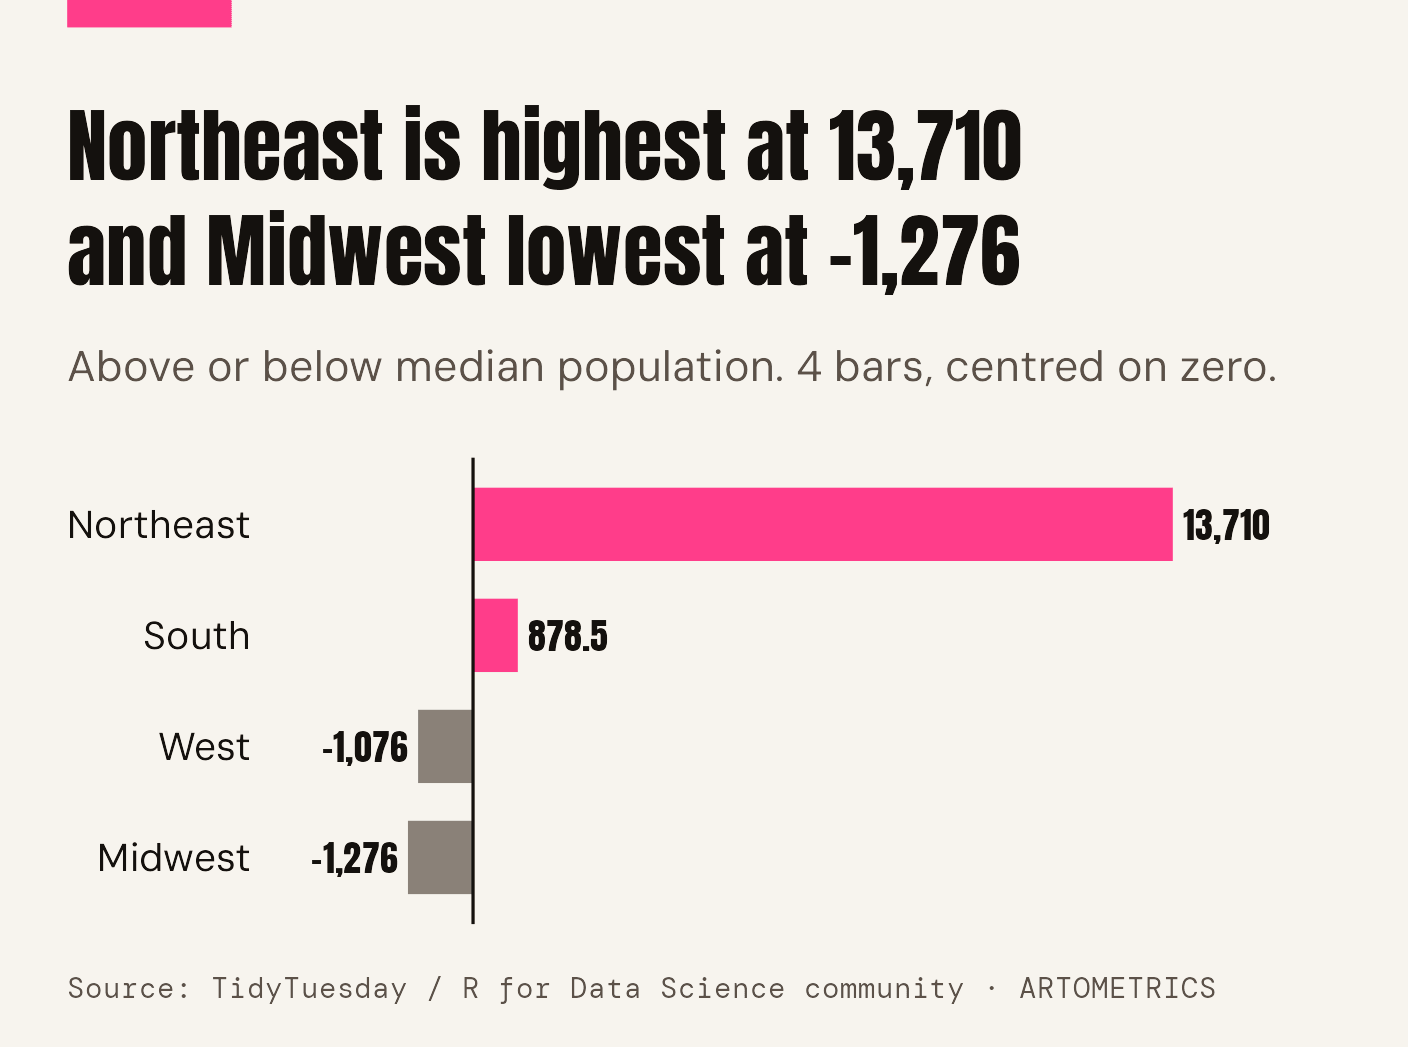 Northeast is highest at 13,710
and Midwest lowest at -1,276
Above or below median population. 4 bars, centred on zero.
Northeast 13,710
South 878.5
West -1,076
Midwest -1,276
Source: TidyTuesday / R for Data Science community · ARTOMETRICS